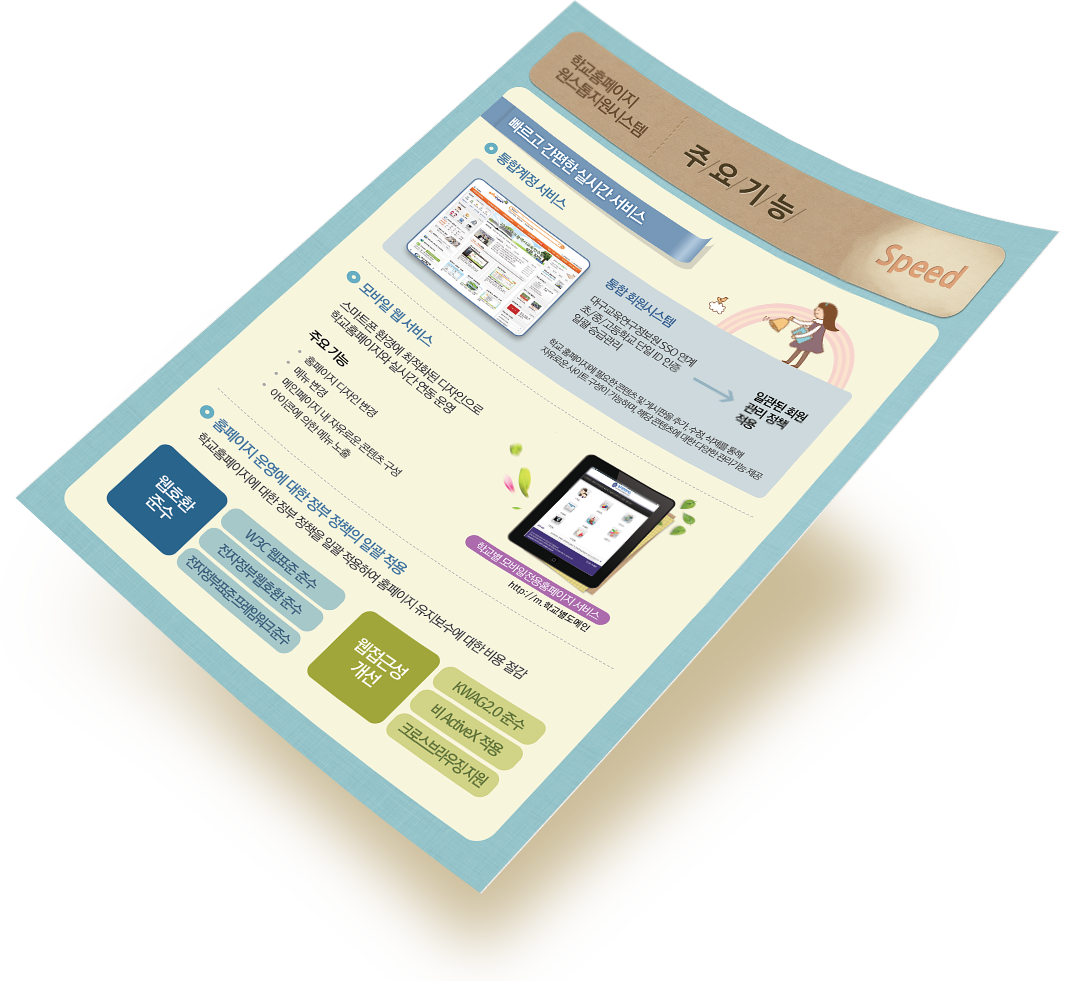 학교홈페이지
원스톱지원시스템
주/요/기/능/
Speed
빠르고 간편한 실시간 서비스
통합계정 서비스
통합 회원시스템
대구교육연구정보원 SSO 연계
초/중/고등학교 단일 ID 인증
일괄 승급관리
일관된 회원
관리 정책
적용
학교 홈페이지에 필요한 콘텐츠 및 게시판을 추가, 수정, 삭제를 통해
자유로운 사이트 구성이 가능하며, 해당 콘텐츠에 대한 다양한 관리기능 제공
모바일 웹 서비스
스마트폰 환경에 최적화된 디자인으로
학교홈페이지와 실시간 연동 운영
주요 기능
홈페이지 디자인 변경
메뉴 변경
메인페이지 내 자유로운 콘텐츠 구성
아이콘에 의한 메뉴 노출
학교별 모바일전용홈페이지 서비스
http://m.학교별도메인
홈페이지 운영에 대한 정부 정책의 일괄 적용
학교홈페이지에 대한 정부 정책을 일괄 적용하여 홈페이지 유지보수에 대한 비용 절감
웹호환
준수
W3C 웹표준 준수
전자정부 웹호환 준수
전자정부표준프레임워크준수
웹접근성
개선
KWAG2.0 준수
비 ActiveX 적용
크로스브라우징 지원